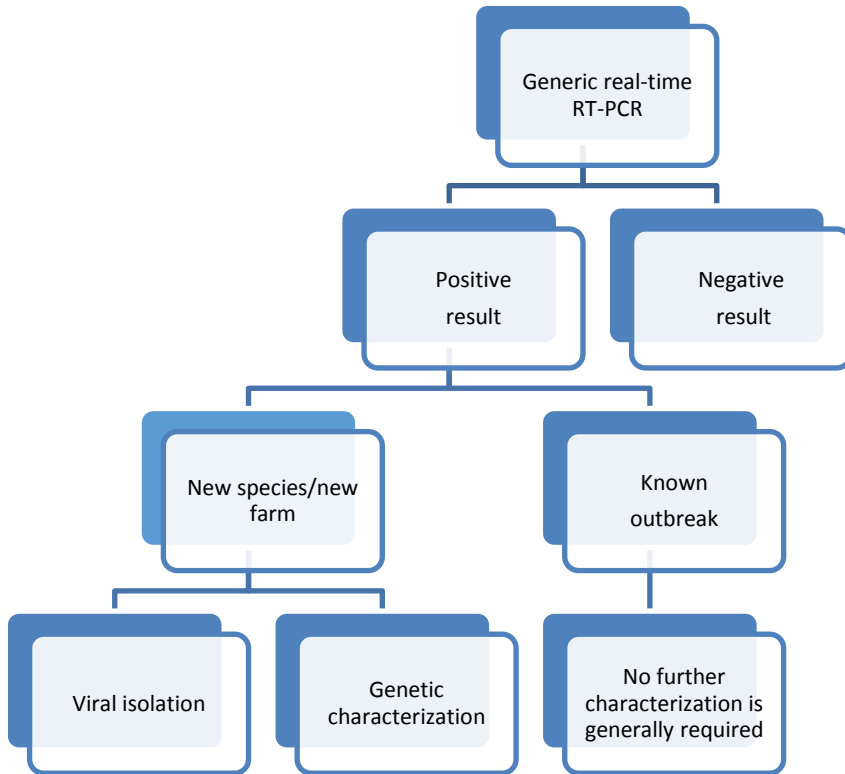 Generic real-time
RT-PCR
Positive
result
Negative
result
New species/new
farm
Known
outbreak
Viral isolation
Genetic
characterization
No further
characterization is
generally required